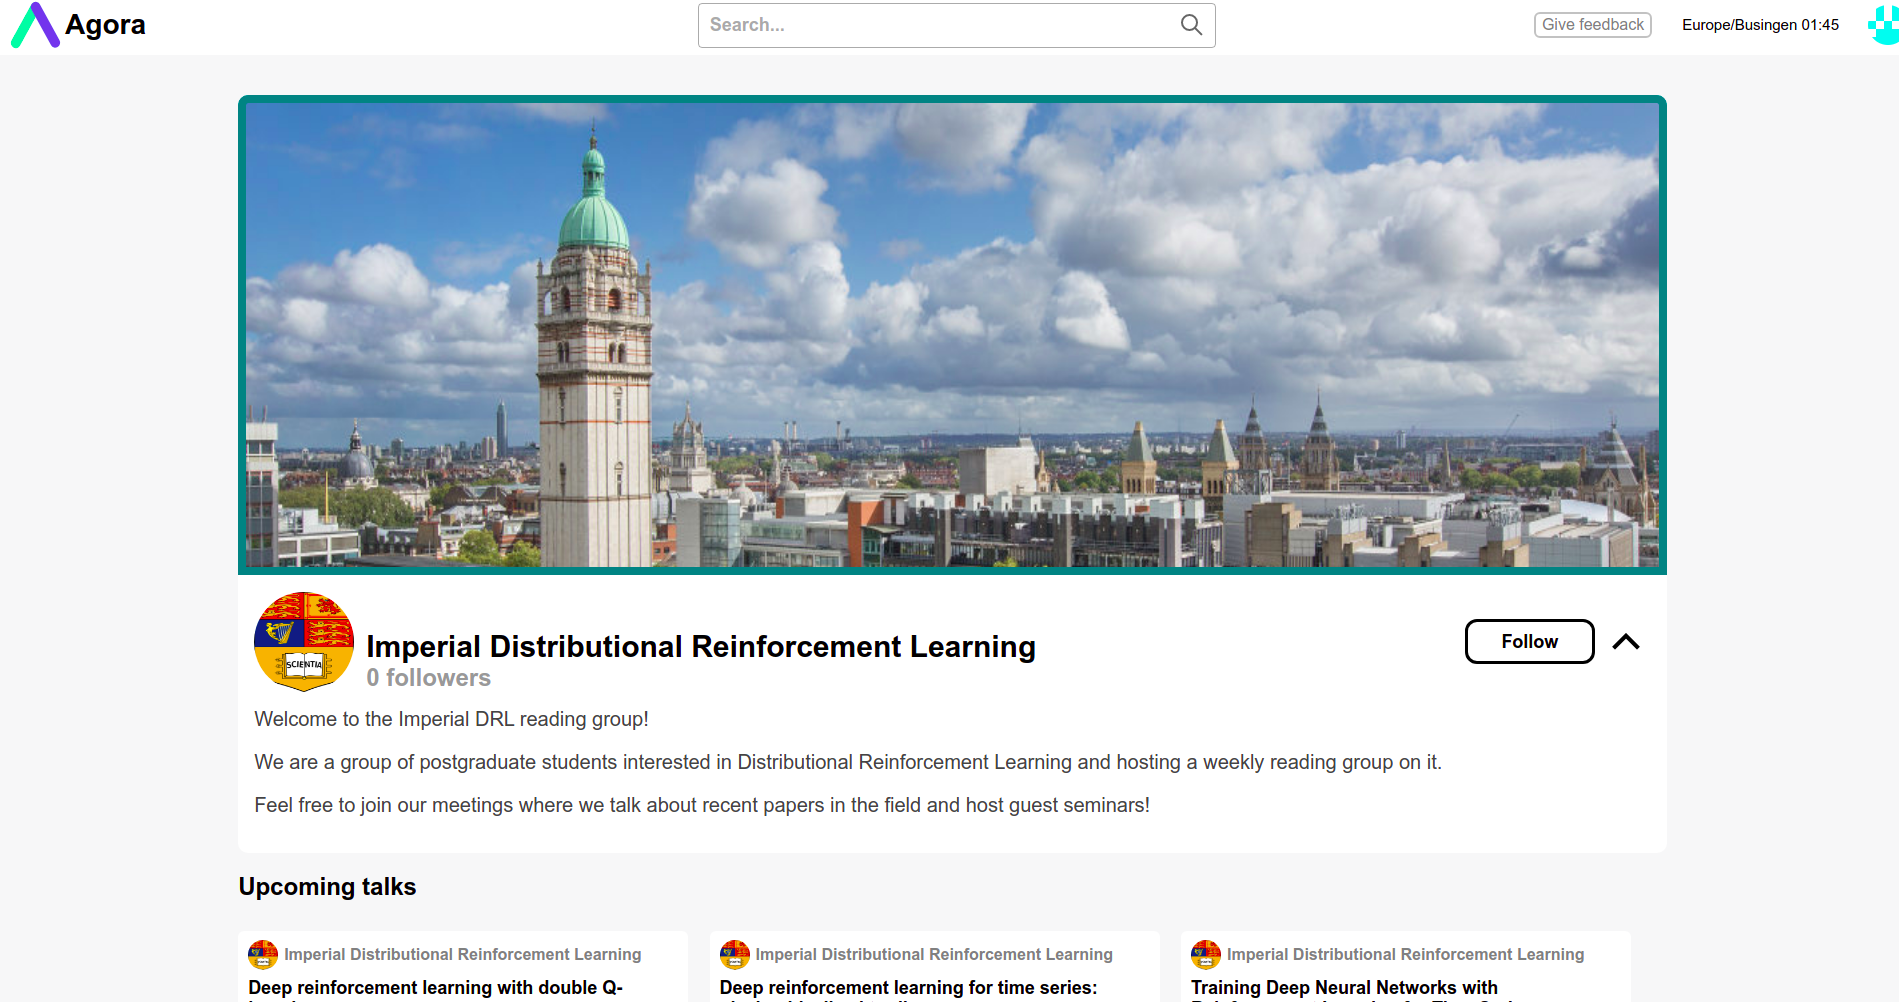 Agora
Search...
Give feedback
Europe/Busingen 01:45
SCIENTIA
Imperial Distributional Reinforcement Learning
0 followers
Follow
Welcome to the Imperial DRL reading group!
We are a group of postgraduate students interested in Distributional Reinforcement Learning and hosting a weekly reading group on it.
Feel free to join our meetings where we talk about recent papers in the field and host guest seminars!
Upcoming talks
Imperial Distributional Reinforcement Learning
Deep reinforcement learning with double Q-
Imperial Distributional Reinforcement Learning
Deep reinforcement learning for time series:
Imperial Distributional Reinforcement Learning
Training Deep Neural Networks with